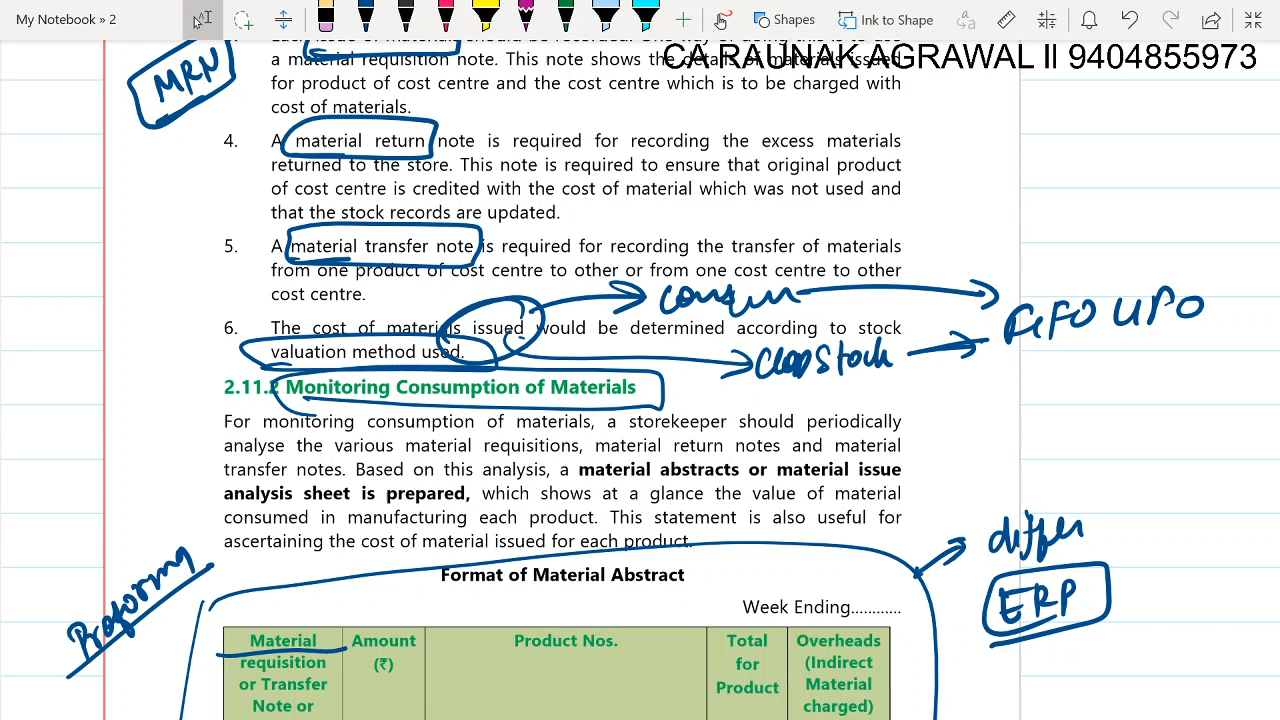 My Notebook » 2
Shapes
Ink to Shape
CA RAUNAK AGRAWAL II 9404855973
MRN
a material requisition note. This note shows the details of materials issued
for product of cost centre and the cost centre which is to be charged with
cost of materials.
4. A material return note is required for recording the excess materials
returned to the store. This note is required to ensure that original product
of cost centre is credited with the cost of material which was not used and
that the stock records are updated.
5. A material transfer note is required for recording the transfer of materials
from one product of cost centre to other or from one cost centre to other
cost centre.
6. The cost of materials issued would be determined according to stock
valuation method used.
2.11.2 Monitoring Consumption of Materials
For monitoring consumption of materials, a storekeeper should periodically
analyse the various material requisitions, material return notes and material
transfer notes. Based on this analysis, a material abstracts or material issue
analysis sheet is prepared, which shows at a glance the value of material
consumed in manufacturing each product. This statement is also useful for
ascertaining the cost of material issued for each product.
differ
ERP
Format of Material Abstract
Week Ending............
Material requisition or Transfer Note or
Amount (₹)
Product Nos.
Total for Product
Overheads (Indirect Material charged)